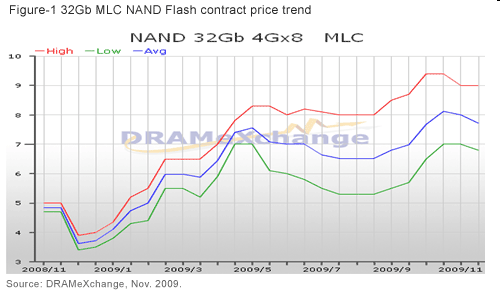 Figure-1 32Gb MLC NAND Flash contract price trend
NAND 32Gb 4Gx8 MLC
High Low Avg
10
9
8
7
6
5
4
3
DRAMeXchange
2008/11 2009/1 2009/3 2009/5 2009/7 2009/9 2009/11
Source: DRAMeXchange, Nov. 2009.